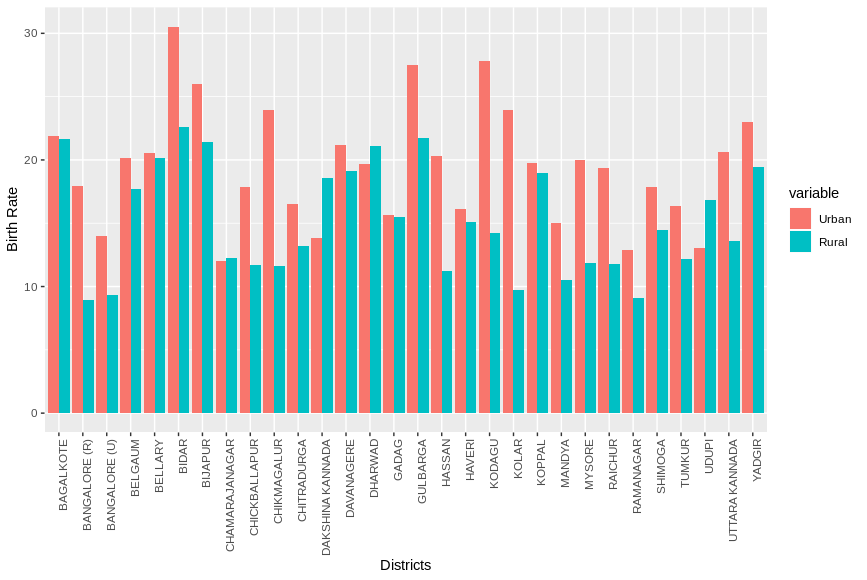 30
20
10
0
Birth Rate
BAGALKOTE
BANGALORE (R)
BANGALORE (U)
BELGAUM
BELLARY
BIDAR
BIJAPUR
CHAMARAJANAGAR
CHICKBALLAPUR
CHIKMAGALUR
CHITRADURGA
DAKSHINA KANNADA
DAVANAGERE
DHARWAD
GADAG
GULBARGA
HASSAN
HAVERI
KODAGU
KOLAR
KOPPAL
MANDYA
MYSORE
RAICHUR
RAMANAGAR
SHIMOGA
TUMKUR
UDUPI
UTTARA KANNADA
YADGIR
Districts
variable
Urban
Rural